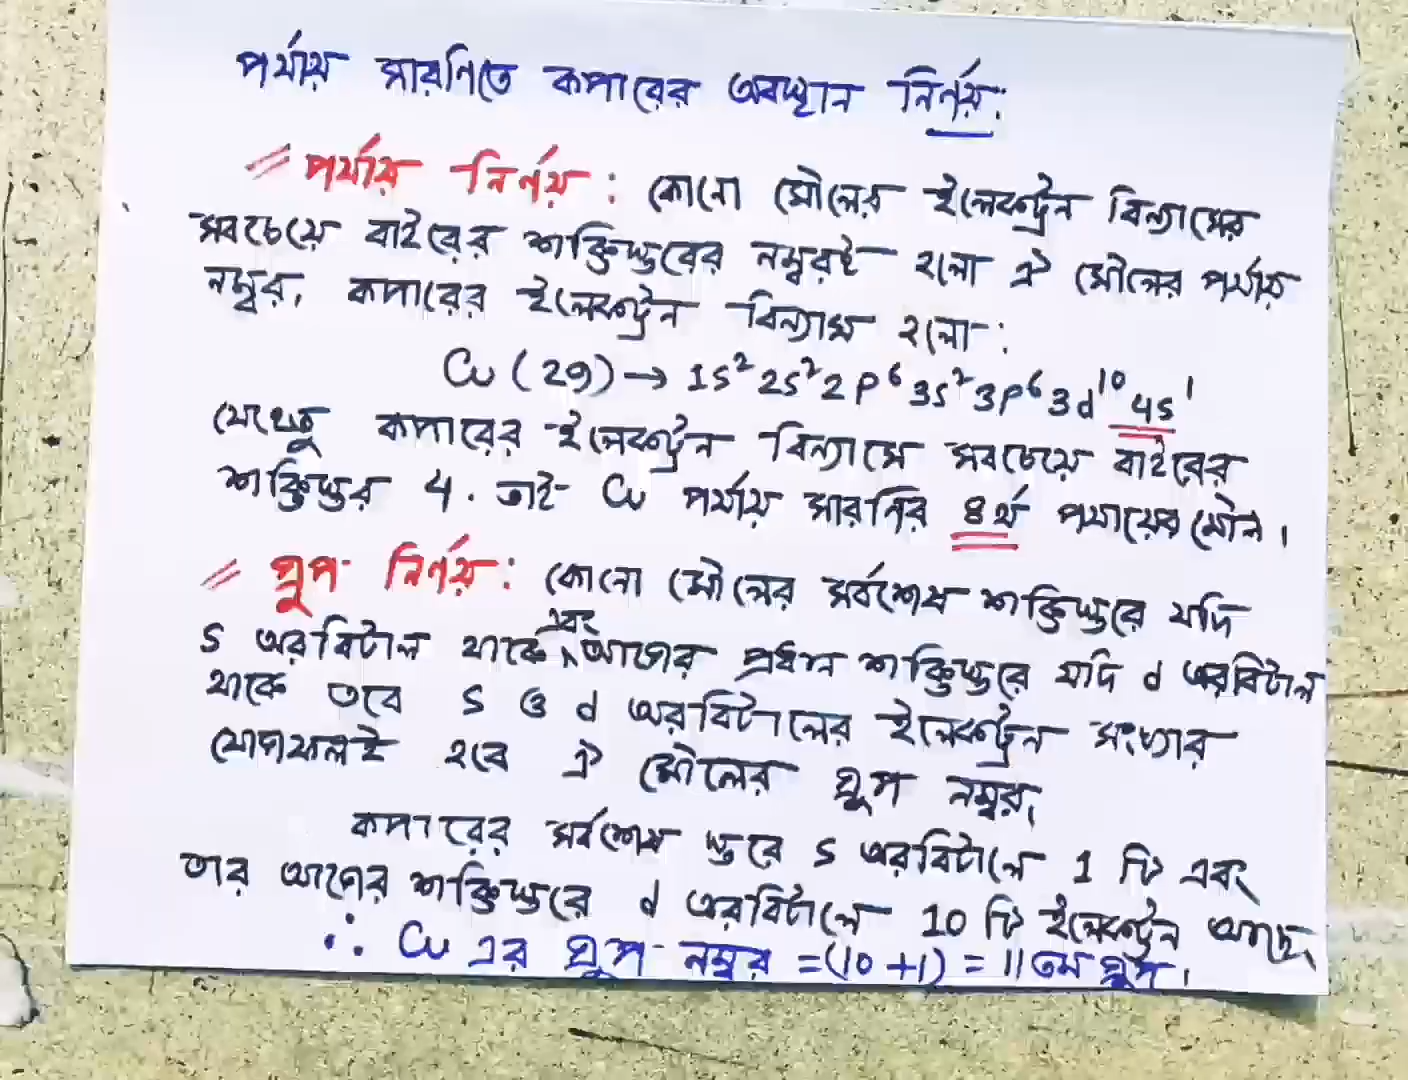 পর্যায় সারণিতে কপারের অবস্থান নির্ণয়:
// পর্যায় নির্ণয় : কোনো মৌলের ইলেকট্রন বিন্যাসের
সবচেয়ে বাইরের শক্তিস্তরের নম্বরই হলো ঐ মৌলের পর্যায়
নম্বর, কপারের ইলেকট্রন বিন্যাস হলো:
Cu (29) → 1s² 2s² 2p⁶ 3s² 3p⁶ 3d¹⁰ 4s¹
যেহেতু কপারের ইলেকট্রন বিন্যাসে সবচেয়ে বাইরের
শক্তিস্তর 4. তাই Cu পর্যায় সারণির ৪র্থ পর্যায়ের মৌল।
// গ্রুপ নির্ণয় : কোনো মৌলের সর্বশেষ শক্তিস্তরে যদি
s অরবিটাল থাকে এবং আগের প্রধান শক্তিস্তরে যদি d অরবিটাল
থাকে তবে s ও d অরবিটালের ইলেকট্রন সংখ্যার
যোগফলই হবে ঐ মৌলের গ্রুপ নম্বর,
কপারের সর্বশেষ স্তরে s অরবিটালে 1 টি এবং
তার আগের শক্তিস্তরে d অরবিটালে 10 টি ইলেকট্রন আছে,
∴ Cu এর গ্রুপ নম্বর = (10 +1) = 11তম গ্রুপ।